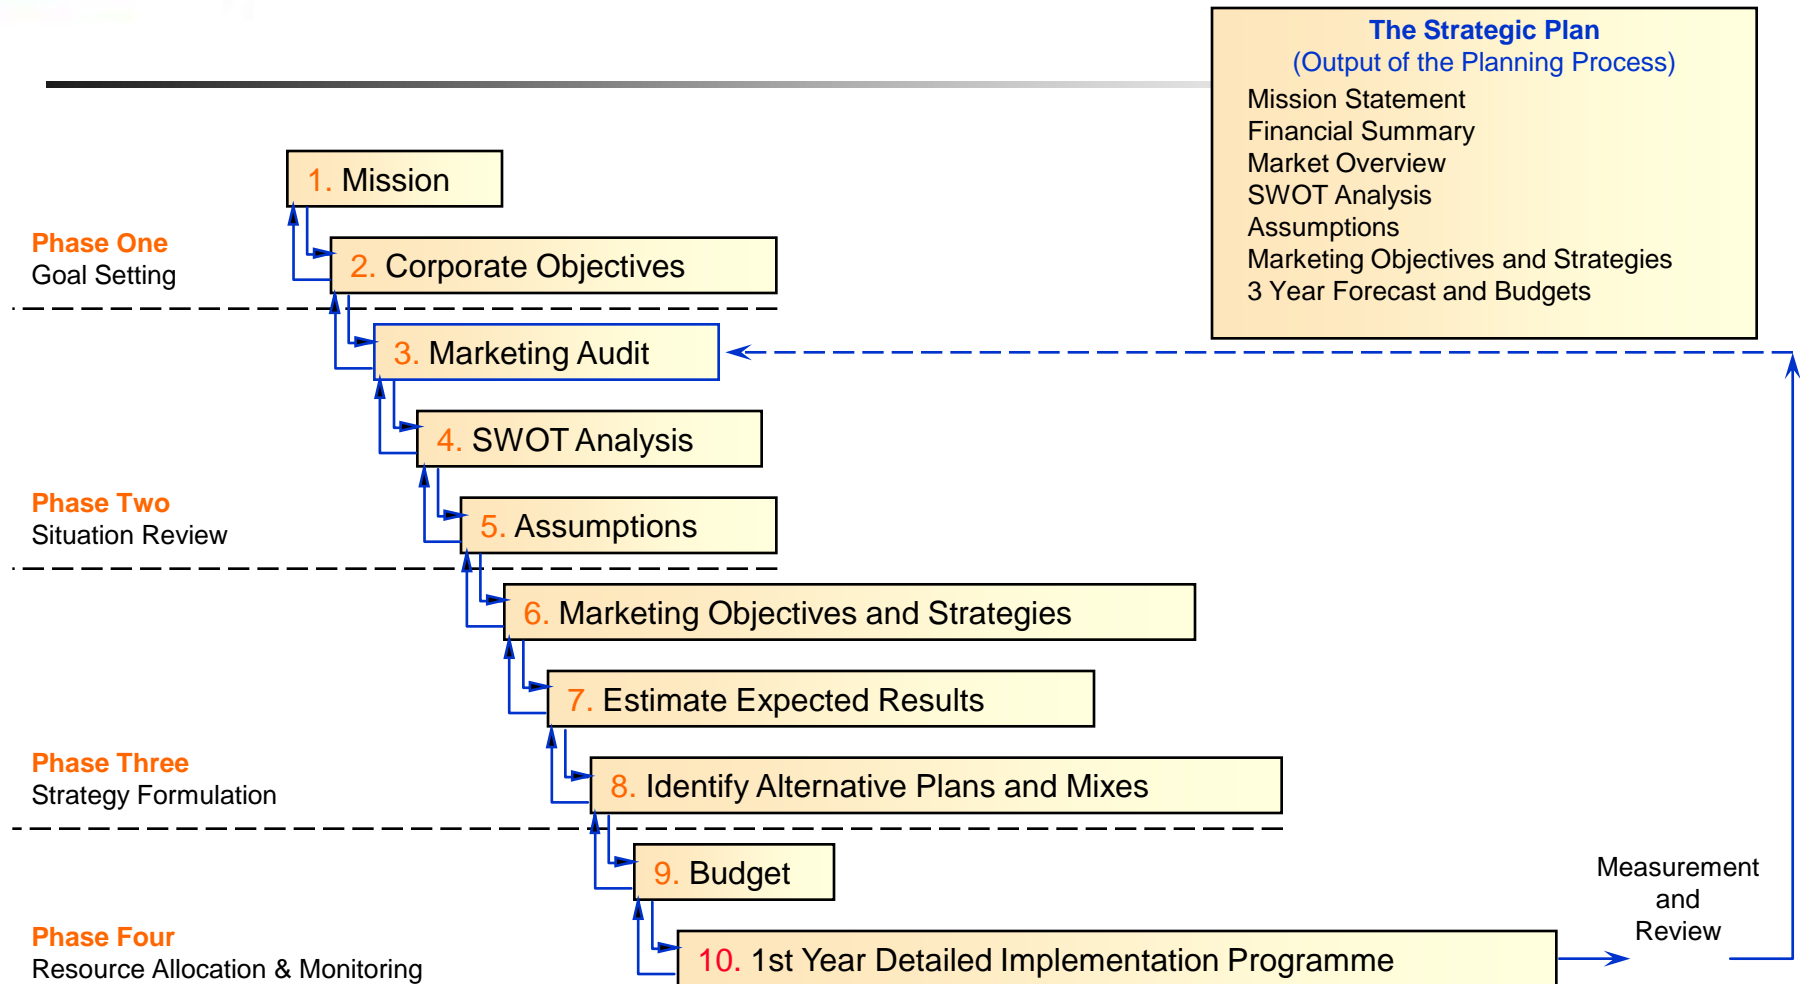 The Strategic Plan
(Output of the Planning Process)
Mission Statement
Financial Summary
Market Overview
SWOT Analysis
Assumptions
Marketing Objectives and Strategies
3 Year Forecast and Budgets
1. Mission
Phase One
Goal Setting
2. Corporate Objectives
3. Marketing Audit
4. SWOT Analysis
Phase Two
Situation Review
5. Assumptions
6. Marketing Objectives and Strategies
7. Estimate Expected Results
Phase Three
Strategy Formulation
8. Identify Alternative Plans and Mixes
9. Budget
Measurement
and
Review
Phase Four
Resource Allocation & Monitoring
10. 1st Year Detailed Implementation Programme